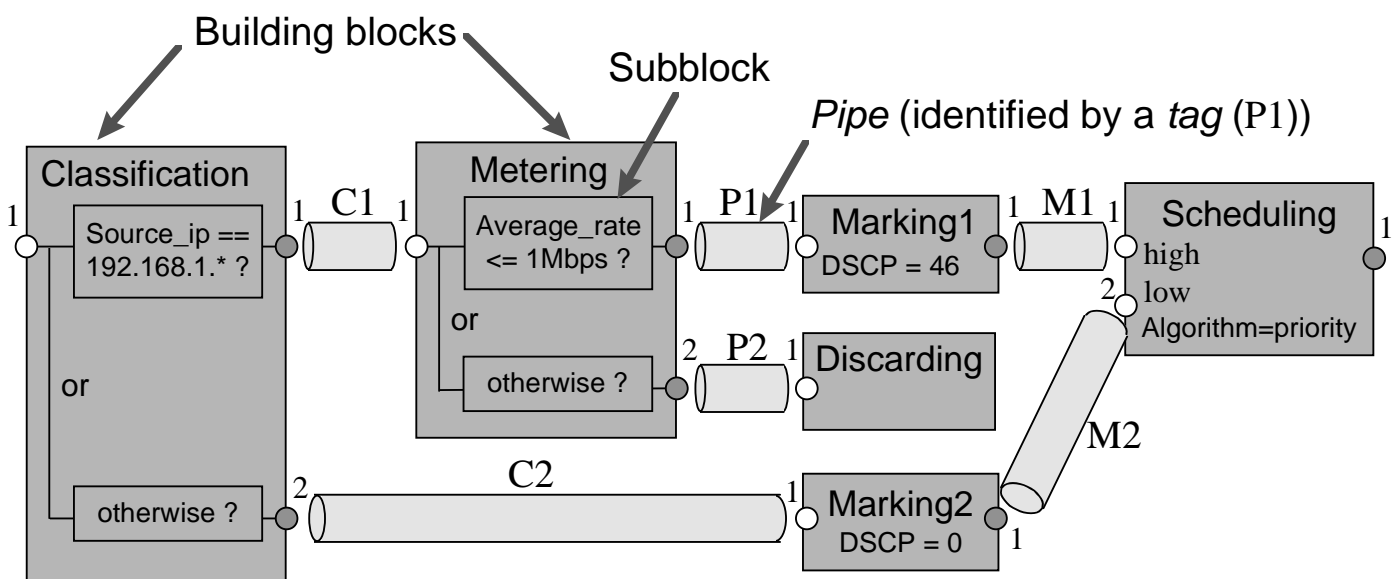 Building blocks
Subblock
Pipe (identified by a tag (P1))
Classification
1
Source_ip ==
192.168.1.* ?
or
otherwise ?
1
2
C1
C2
Metering
1
Average_rate
<= 1Mbps ?
or
otherwise ?
1
2
P1
P2
1
Marking1
DSCP = 46
1
M1
1
Discarding
1
Marking2
DSCP = 0
1
M2
Scheduling
1
high
2
low
Algorithm=priority
1